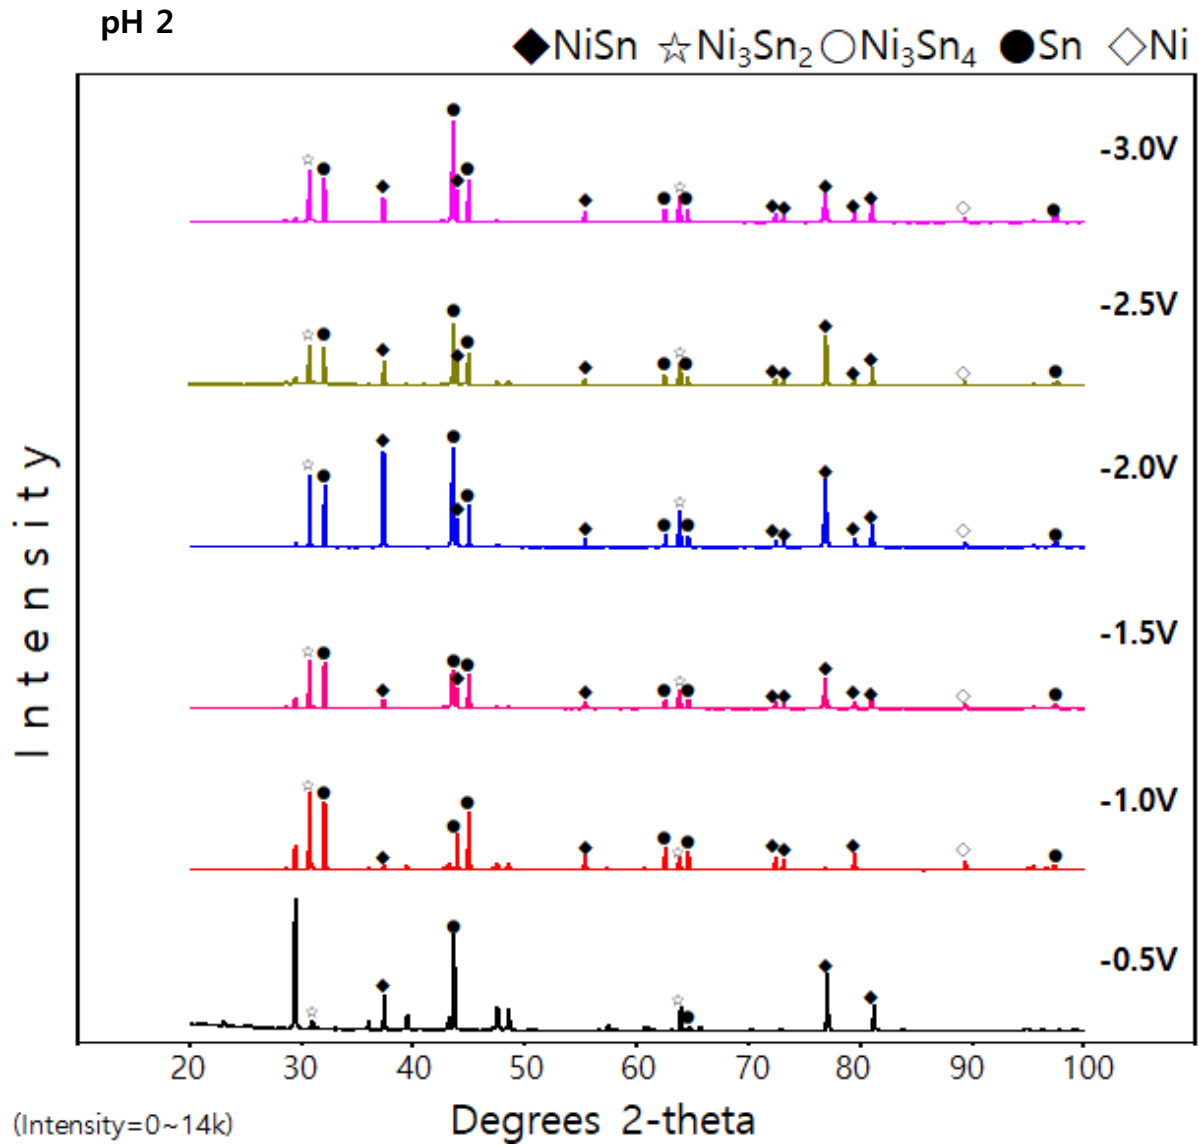 pH 2
◆NiSn ☆Ni₃Sn₂ ○Ni₃Sn₄ ●Sn ◇Ni
-3.0V
-2.5V
-2.0V
-1.5V
-1.0V
-0.5V
Intensity
20 30 40 50 60 70 80 90 100
(Intensity=0~14k)
Degrees 2-theta